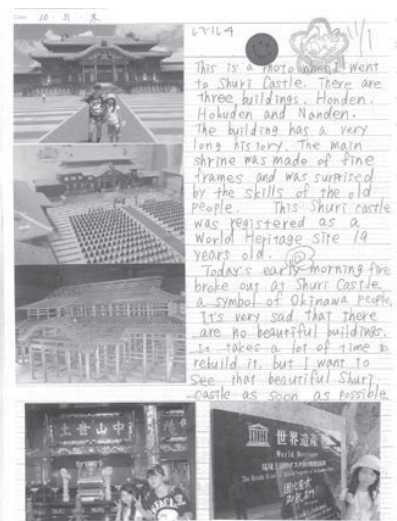 10 31 木
レベル4
11/1
This is a Photo when I went
to Shuri Castle. There are
three buildings. Honden.
Hokuden and Nanden.
The building has a very
long history. The main
shrine was made of fine
frames and was surprised
by the skills of the old
People. This Shuri castle
was registered as a
World Heritage site 19
years old.
Today's early morning fire
broke out at Shuri Castle,
a symbol of Okinawa People.
It's very sad that there
are no beautiful buildings.
It takes a lot of time to
rebuild it, but I want to
see that beautiful Shuri
castle as soon as possible
土世山中
世界遺産
World Heritage